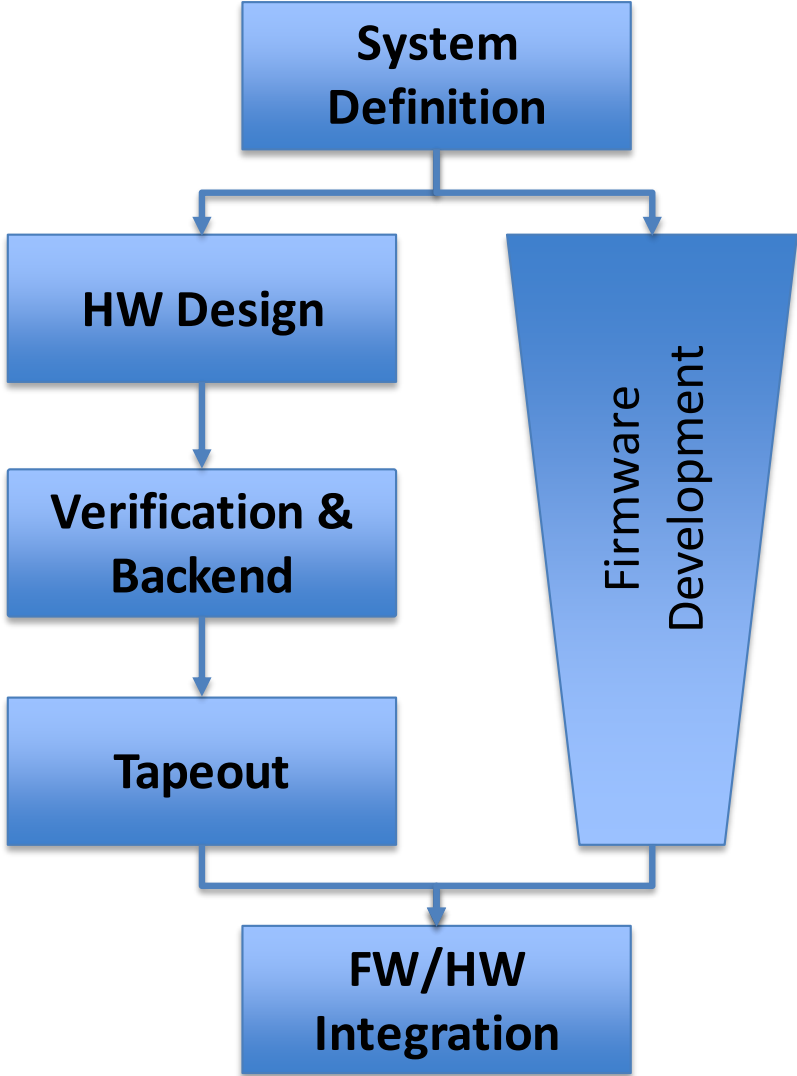 System
Definition
HW Design
Verification &
Backend
Tapeout
Firmware
Development
FW/HW
Integration